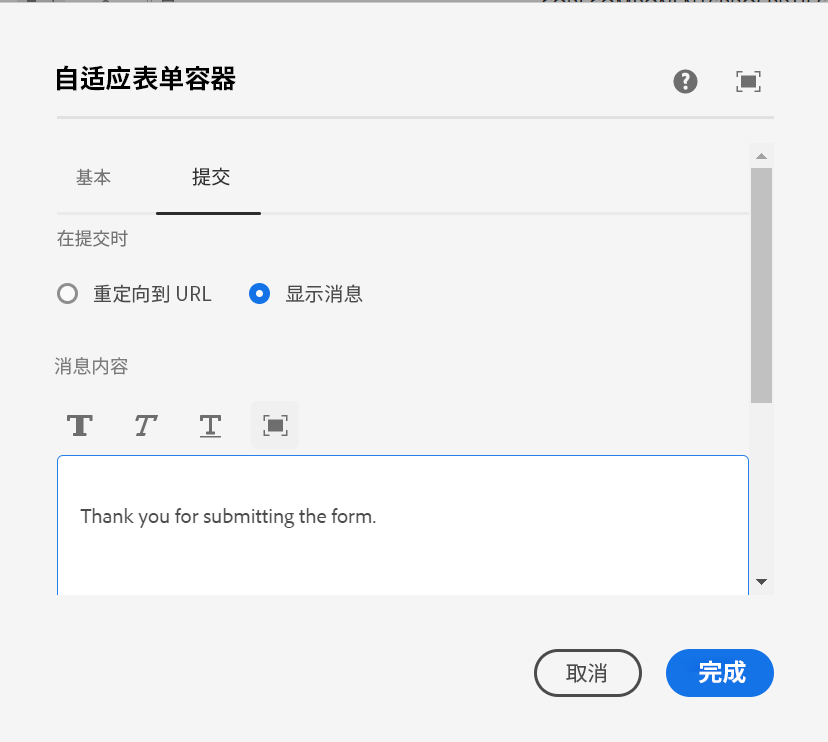 自适应表单容器
基本 提交
在提交时
重定向到 URL 显示消息
消息内容
T T T
Thank you for submitting the form.
取消 完成